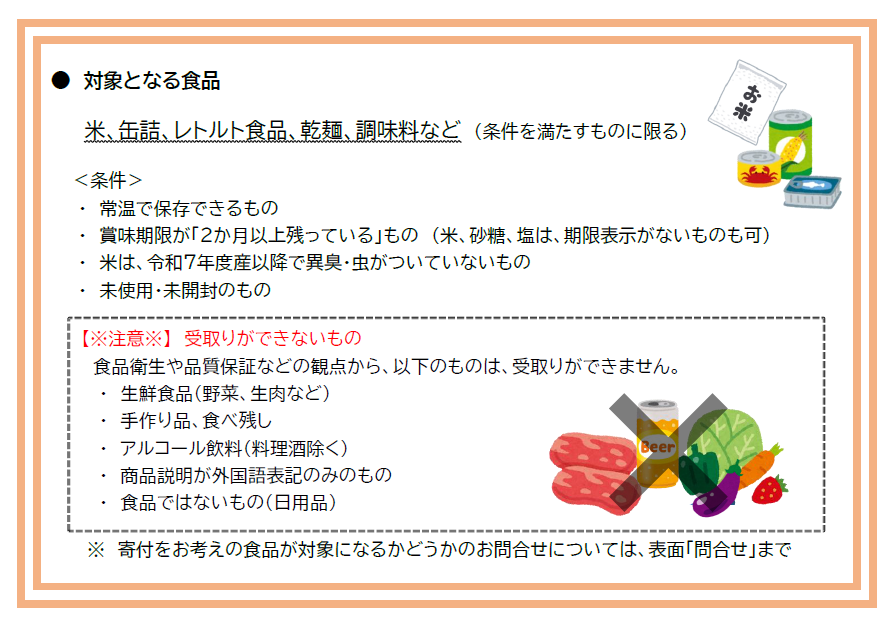 ● 対象となる食品
お米
米、缶詰、レトルト食品、乾麺、調味料など（条件を満たすものに限る）
＜条件＞
・ 常温で保存できるもの
・ 賞味期限が「2か月以上残っている」もの （米、砂糖、塩は、期限表示がないものも可）
・ 米は、令和7年度産以降で異臭・虫がついていないもの
・ 未使用・未開封のもの
【※注意※】 受取りができないもの
食品衛生や品質保証などの観点から、以下のものは、受取りができません。
・ 生鮮食品（野菜、生肉など）
・ 手作り品、食べ残し
・ アルコール飲料（料理酒除く）
・ 商品説明が外国語表記のみのもの
・ 食品ではないもの（日用品）
Beer
※ 寄付をお考えの食品が対象になるかどうかのお問合せについては、表面「問合せ」まで